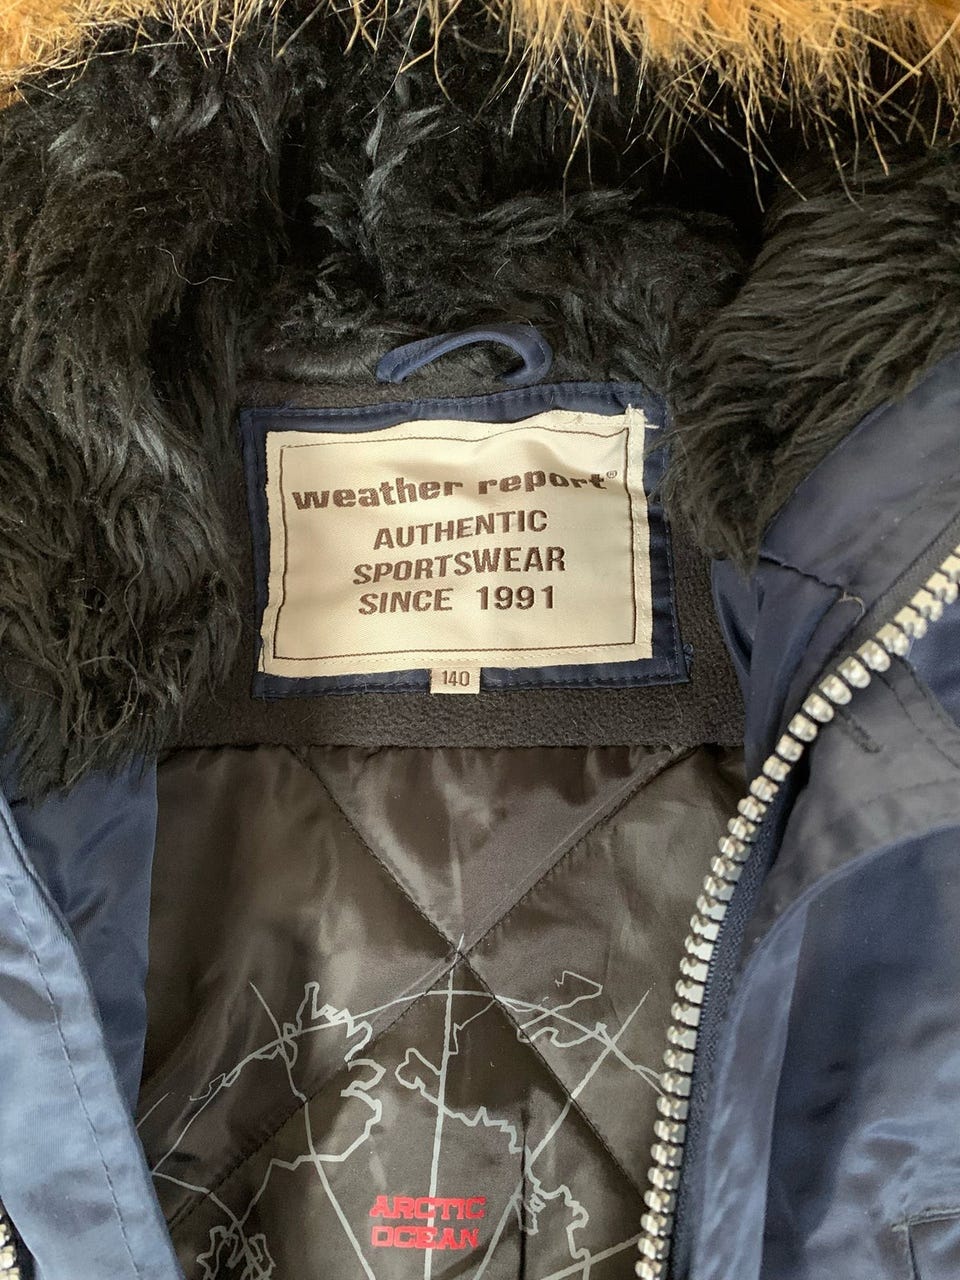 weather report®
AUTHENTIC
SPORTSWEAR
SINCE 1991
140
ARCTIC
OCEAN